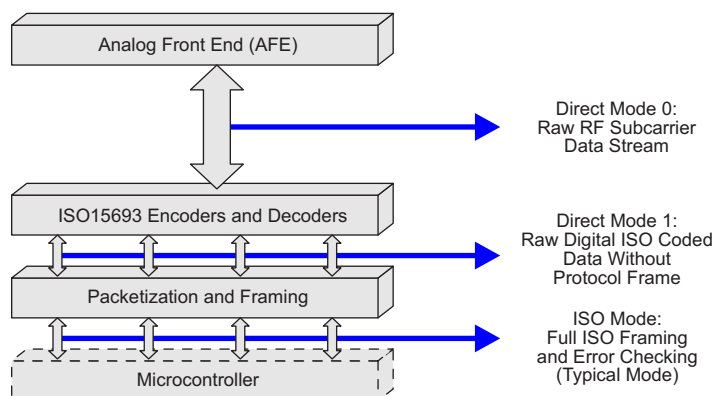 Analog Front End (AFE)
Direct Mode 0:
Raw RF Subcarrier
Data Stream
ISO15693 Encoders and Decoders
Direct Mode 1:
Raw Digital ISO Coded
Data Without
Protocol Frame
Packetization and Framing
ISO Mode:
Full ISO Framing
and Error Checking
(Typical Mode)
Microcontroller